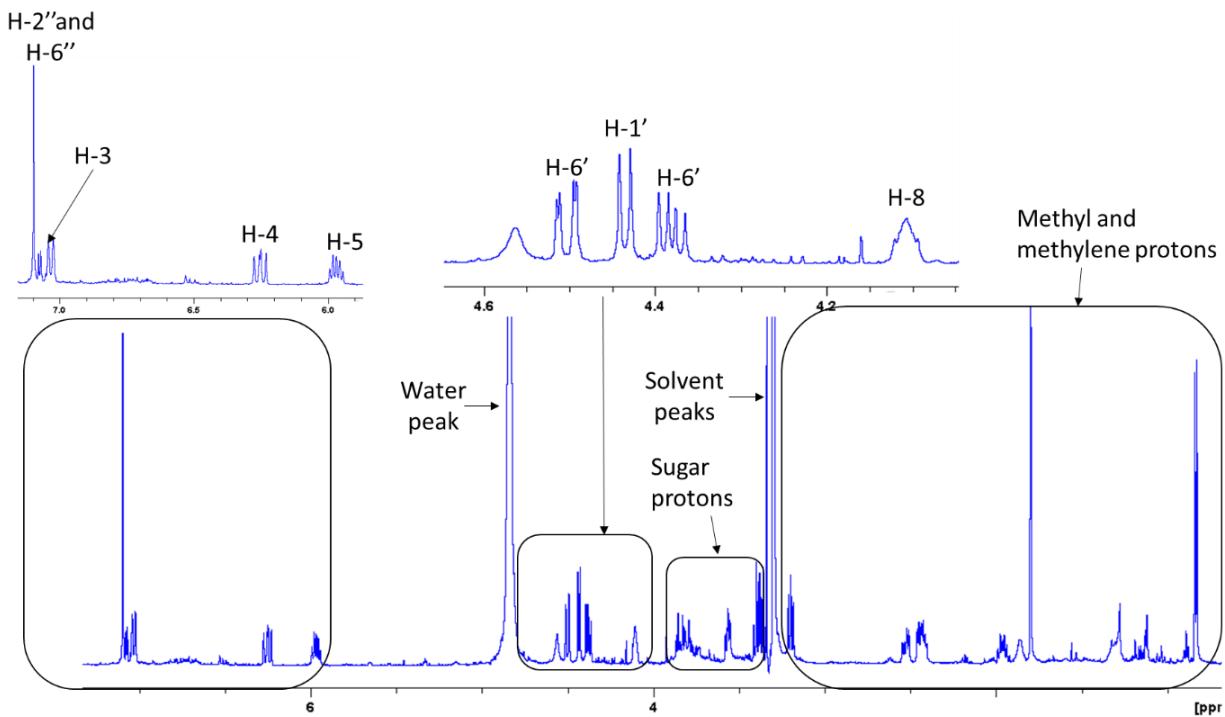 H-2″and
H-6″
H-3
H-4
H-5
7.0 6.5 6.0
H-6′
H-1′
H-6′
H-8
4.6 4.4 4.2
Methyl and
methylene protons
Water
peak
Solvent
peaks
Sugar
protons
6 4 [ppr